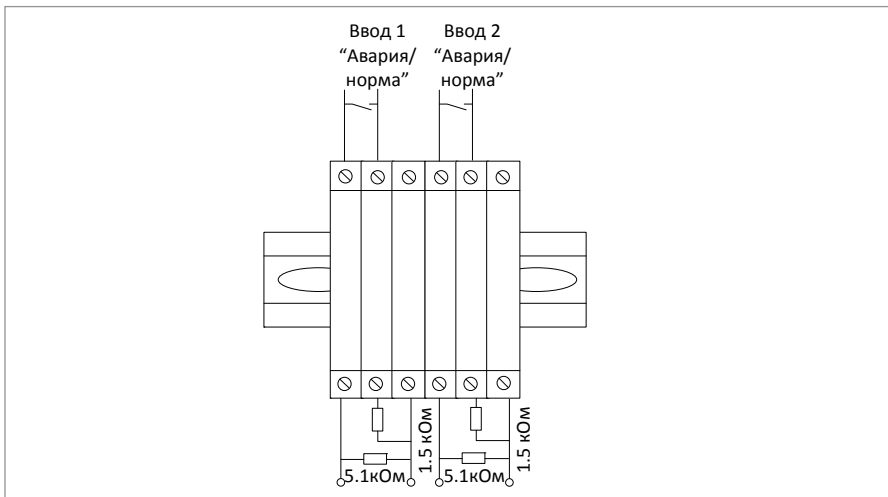 Ввод 1
“Авария/
норма”
Ввод 2
“Авария/
норма”
1.5 кОм
5.1кОм
1.5 кОм
5.1кОм